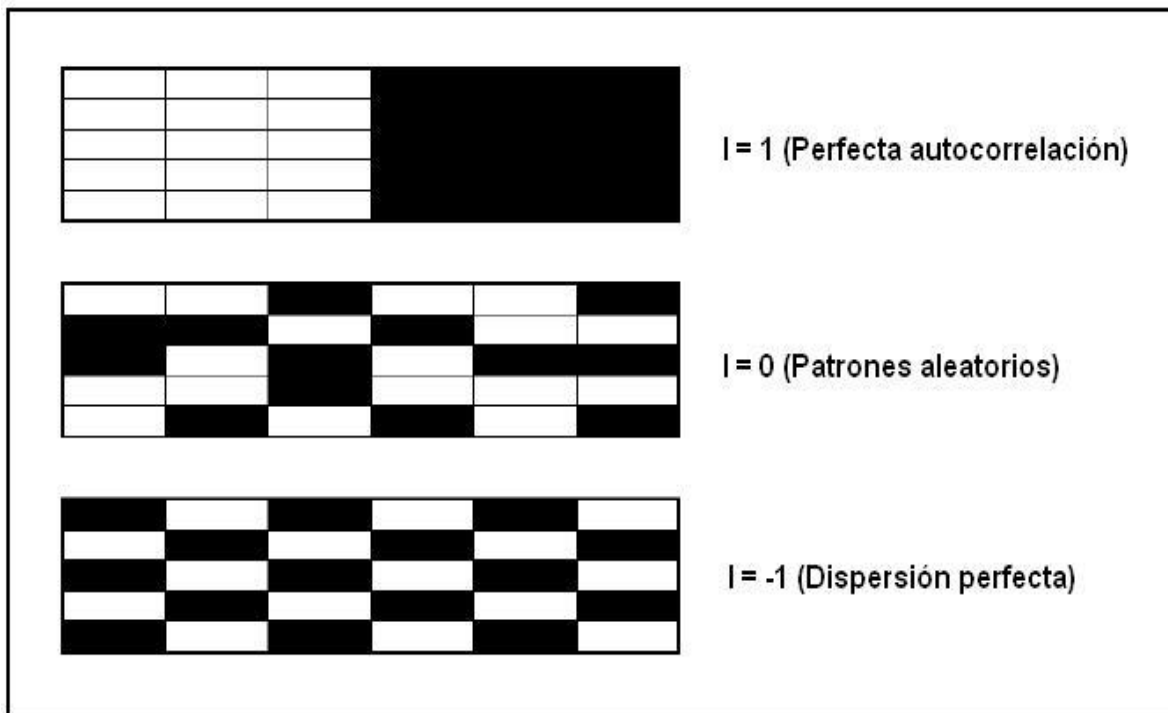 I = 1 (Perfecta autocorrelación)
I = 0 (Patrones aleatorios)
I = -1 (Dispersión perfecta)